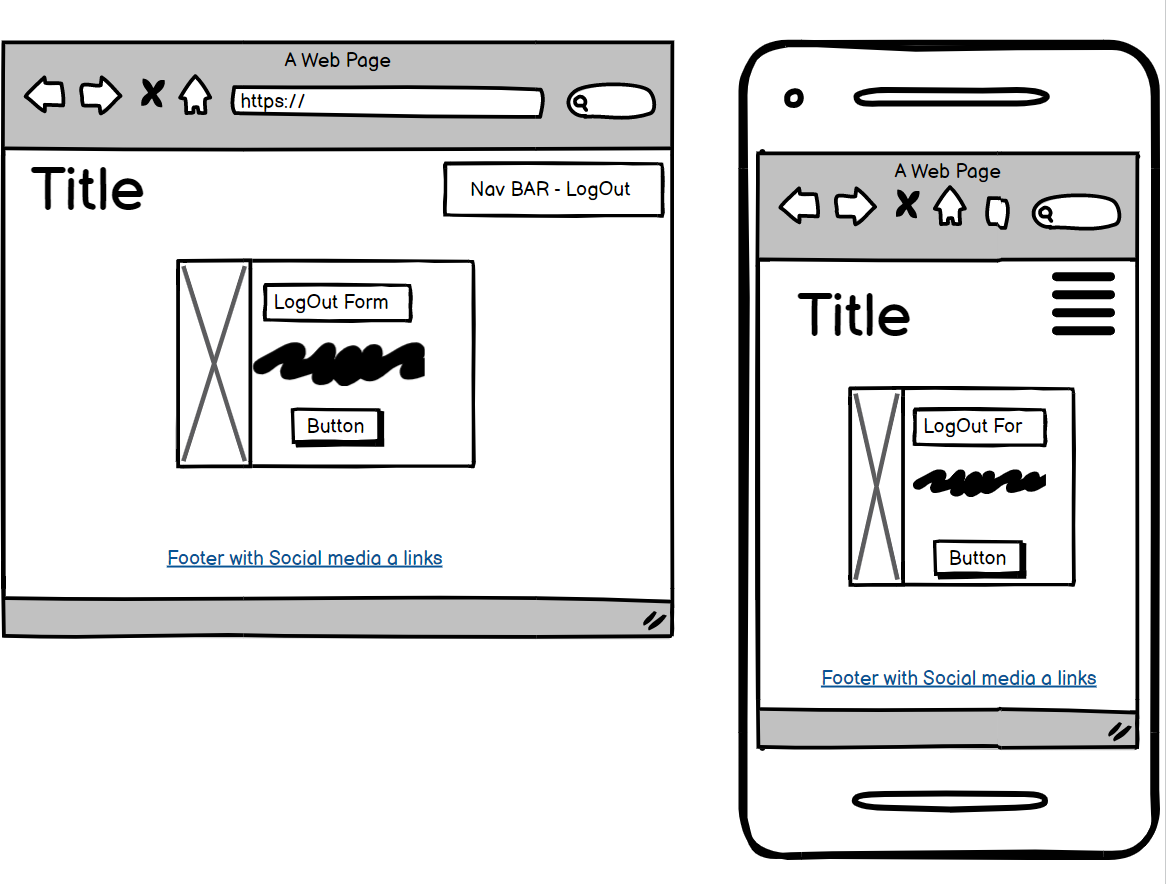 A Web Page
https://
Title
Nav BAR - LogOut
LogOut Form
Button
Footer with Social media a links
A Web Page
Title
LogOut For
Button
Footer with Social media a links